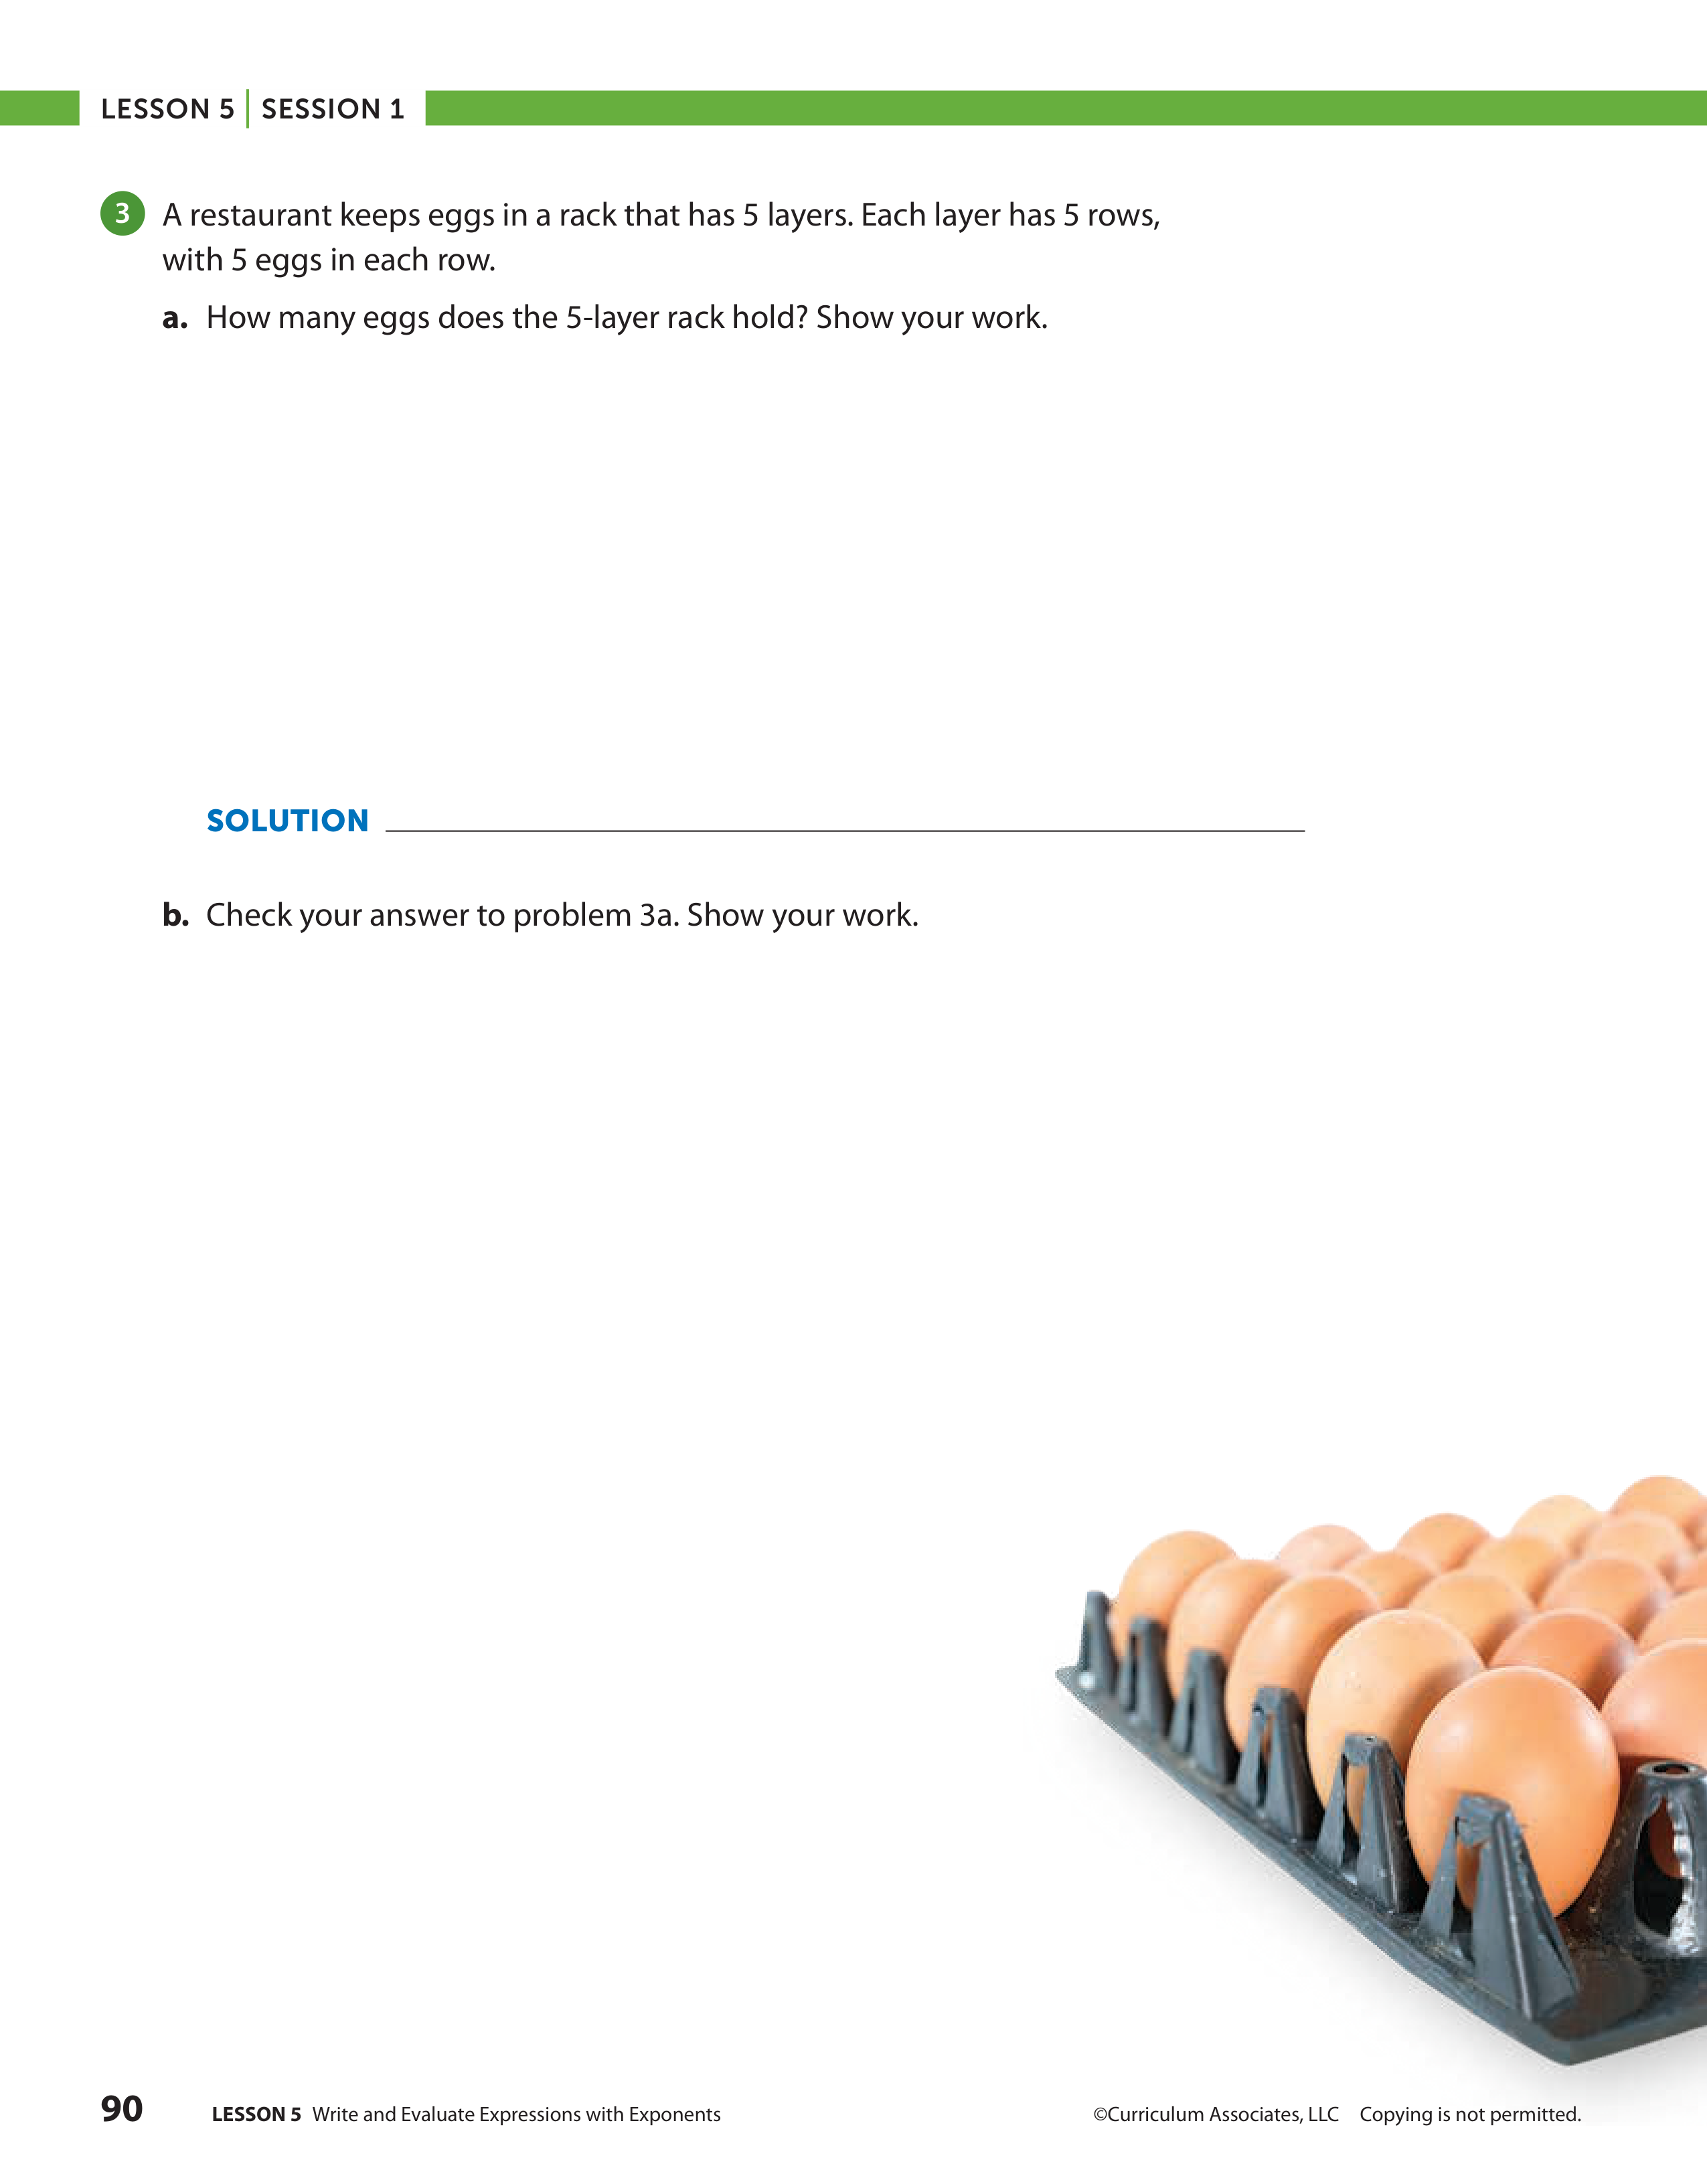 LESSON 5 | SESSION 1
3 A restaurant keeps eggs in a rack that has 5 layers. Each layer has 5 rows,
with 5 eggs in each row.
a. How many eggs does the 5-layer rack hold? Show your work.
SOLUTION
b. Check your answer to problem 3a. Show your work.
90 LESSON 5 Write and Evaluate Expressions with Exponents ©Curriculum Associates, LLC Copying is not permitted.